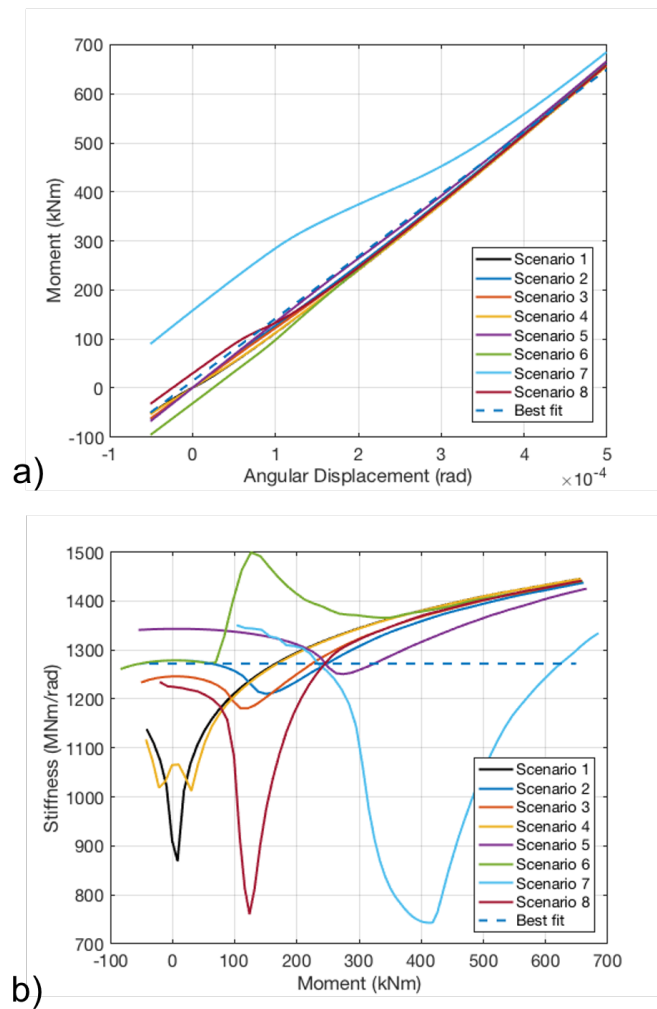 700
600
500
400
300
200
100
0
-100
Moment (kNm)
Scenario 1
Scenario 2
Scenario 3
Scenario 4
Scenario 5
Scenario 6
Scenario 7
Scenario 8
Best fit
-1 0 1 2 3 4 5
Angular Displacement (rad)
×10⁻⁴
a)
1500
1400
1300
1200
1100
1000
900
800
700
Stiffness (MNm/rad)
Scenario 1
Scenario 2
Scenario 3
Scenario 4
Scenario 5
Scenario 6
Scenario 7
Scenario 8
Best fit
-100 0 100 200 300 400 500 600 700
Moment (kNm)
b)